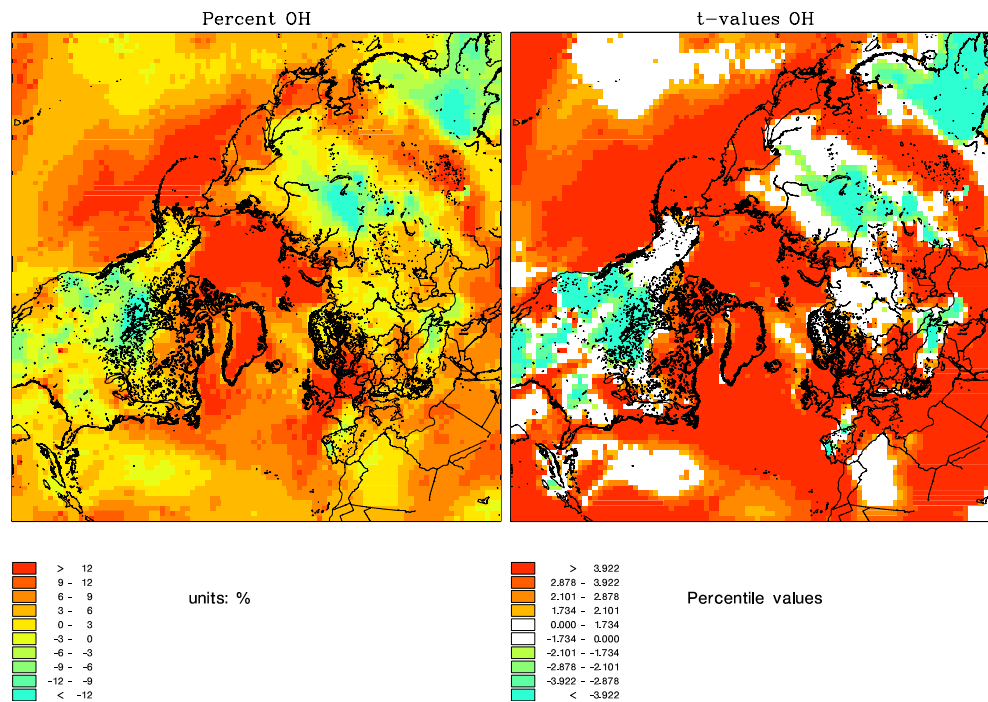 Percent OH
t-values OH
> 12
9 - 12
6 - 9
3 - 6
0 - 3
-3 - 0
-6 - -3
-9 - -6
-12 - -9
< -12
units: %
> 3.922
2.878 - 3.922
2.101 - 2.878
1.734 - 2.101
0.000 - 1.734
-1.734 - 0.000
-2.101 - -1.734
-2.878 - -2.101
-3.922 - -2.878
< -3.922
Percentile values